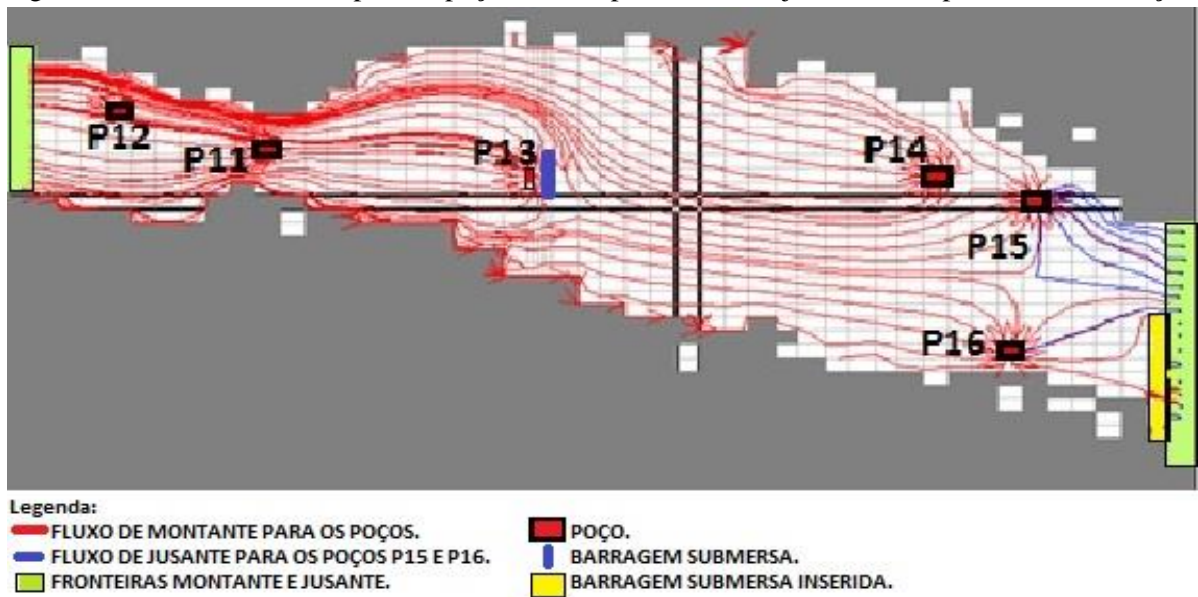 P12
P11
P13
P14
P15
P16
Legenda:
FLUXO DE MONTANTE PARA OS POÇOS.
POÇO.
FLUXO DE JUSANTE PARA OS POÇOS P15 E P16.
BARRAGEM SUBMERSA.
FRONTEIRAS MONTANTE E JUSANTE.
BARRAGEM SUBMERSA INSERIDA.